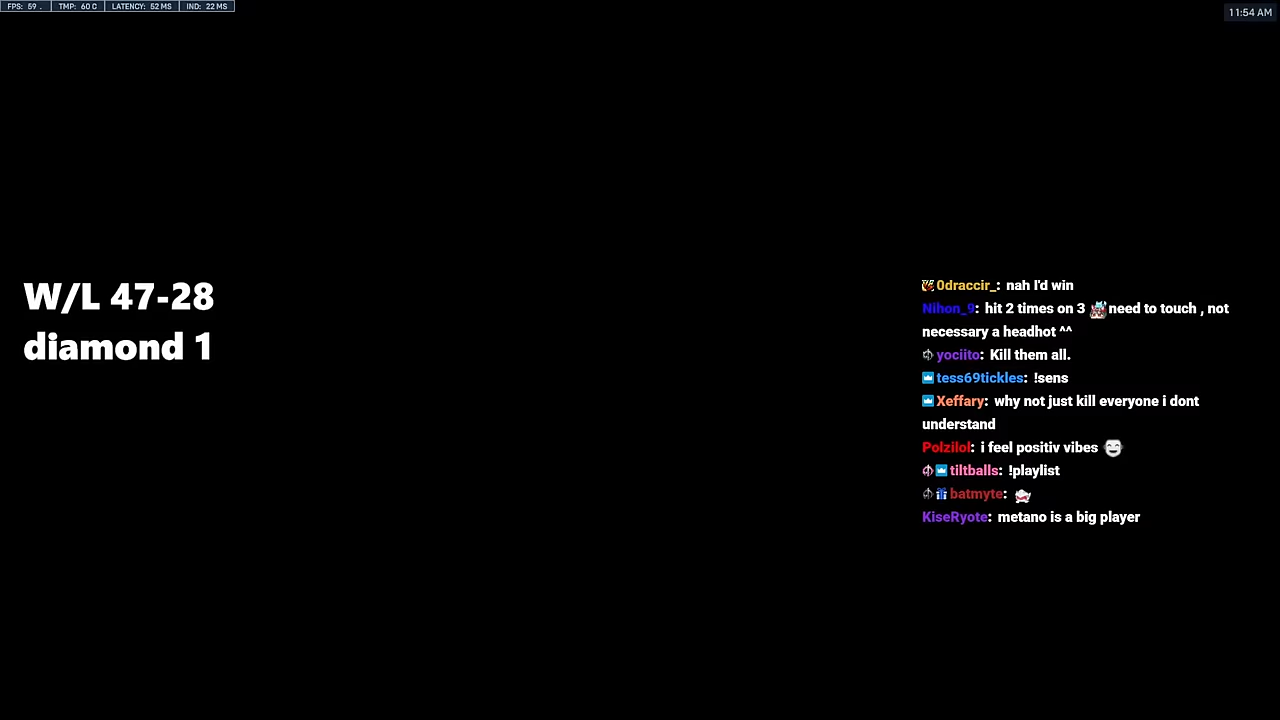 FPS: 59 . TMP: 60 C LATENCY: 52 MS IND: 22 MS
11:54 AM
W/L 47-28
diamond 1
0draccir_: nah I'd win
Nihon_9: hit 2 times on 3 need to touch , not
necessary a headhot ^^
yociito: Kill them all.
tess69tickles: !sens
Xeffary: why not just kill everyone i dont
understand
Polzilol: i feel positiv vibes
tiltballs: !playlist
batmyte:
KiseRyote: metano is a big player